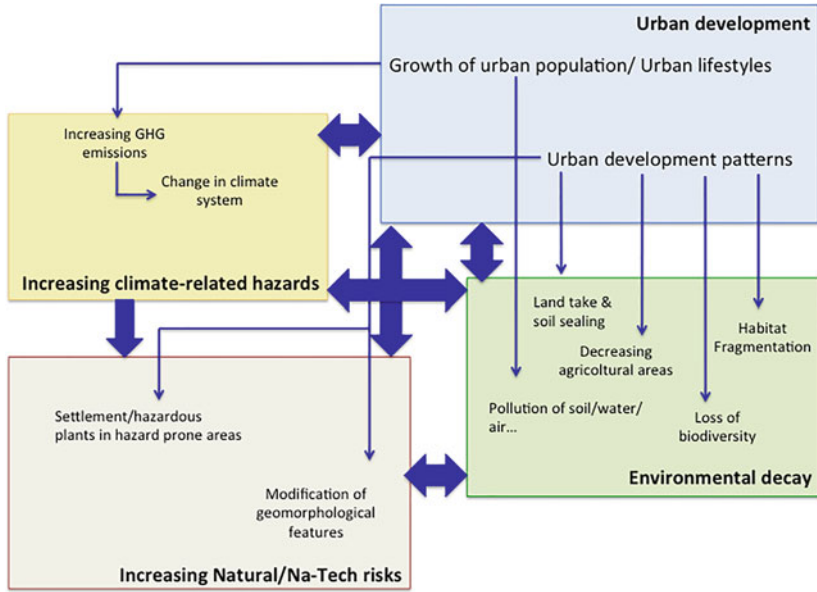 Urban development
Growth of urban population/ Urban lifestyles
Urban development patterns
Increasing GHG
emissions
Change in climate
system
Increasing climate-related hazards
Land take &
soil sealing
Decreasing
agricoltural areas
Habitat
Fragmentation
Pollution of soil/water/
air...
Loss of
biodiversity
Environmental decay
Settlement/hazardous
plants in hazard prone areas
Modification of
geomorphological
features
Increasing Natural/Na-Tech risks